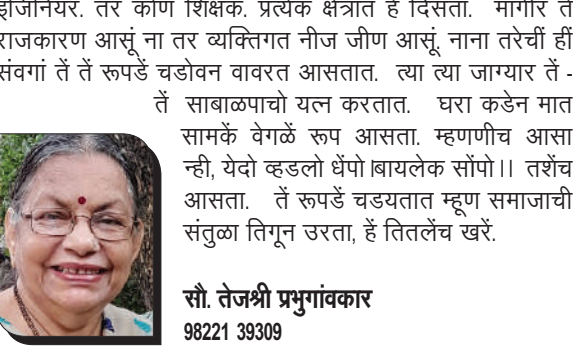 इंजिनियर. तर कोण शिक्षक. प्रत्येक क्षेत्रांत हें दिसता. मागीर तें
राजकारण आसूं ना तर व्यक्तिगत नीज जीण आसूं. नाना तरेचीं हीं
संवगां तें तें रूपडें चडोवन वावरत आसतात. त्या त्या जाग्यार तें -
तें साबाळपाचो यत्न करतात. घरा कडेन मात
सामकें वेगळें रूप आसता. म्हणणीच आसा
न्ही, येदो व्हडलो धेंपो।बायलेक सोंपो।। तशेंच
आसता. तें रूपडें चडयतात म्हूण समाजाची
संतुळा तिगून उरता, हें तितलेंच खरें.
सौ. तेजश्री प्रभुगांवकार
98221 39309